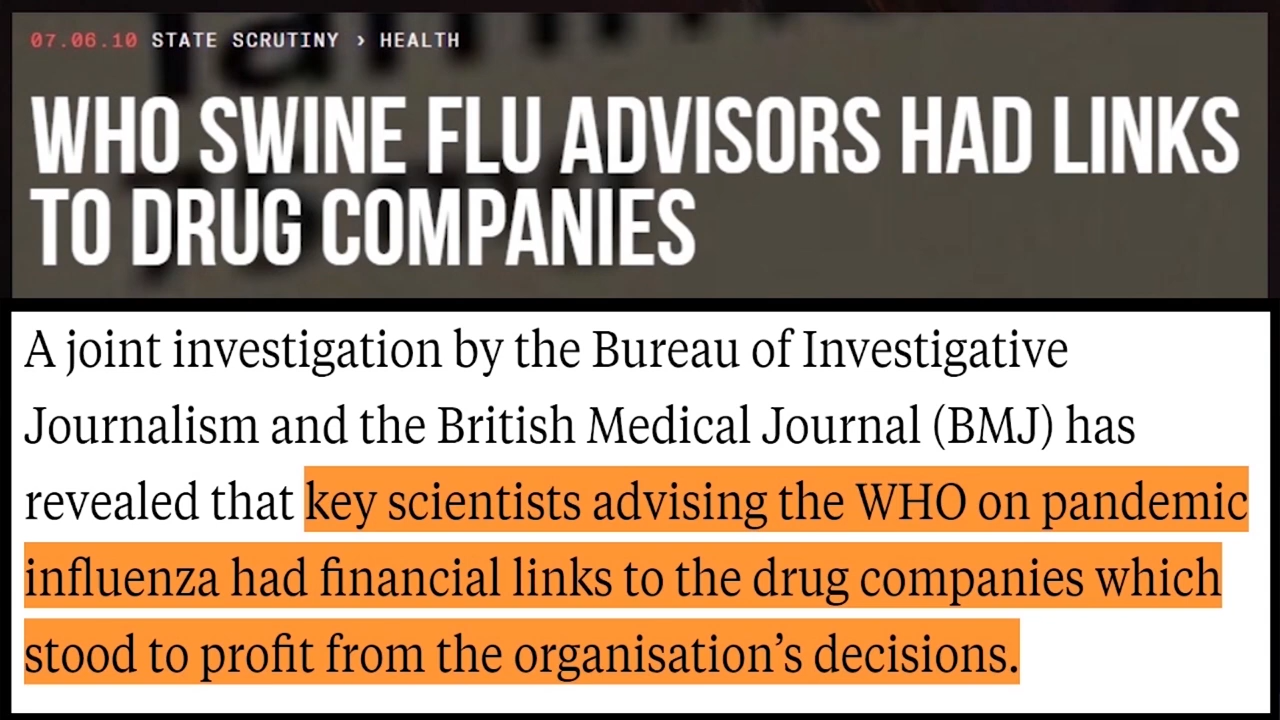 07.06.10 STATE SCRUTINY › HEALTH
WHO SWINE FLU ADVISORS HAD LINKS
TO DRUG COMPANIES
A joint investigation by the Bureau of Investigative
Journalism and the British Medical Journal (BMJ) has
revealed that key scientists advising the WHO on pandemic
influenza had financial links to the drug companies which
stood to profit from the organisation’s decisions.